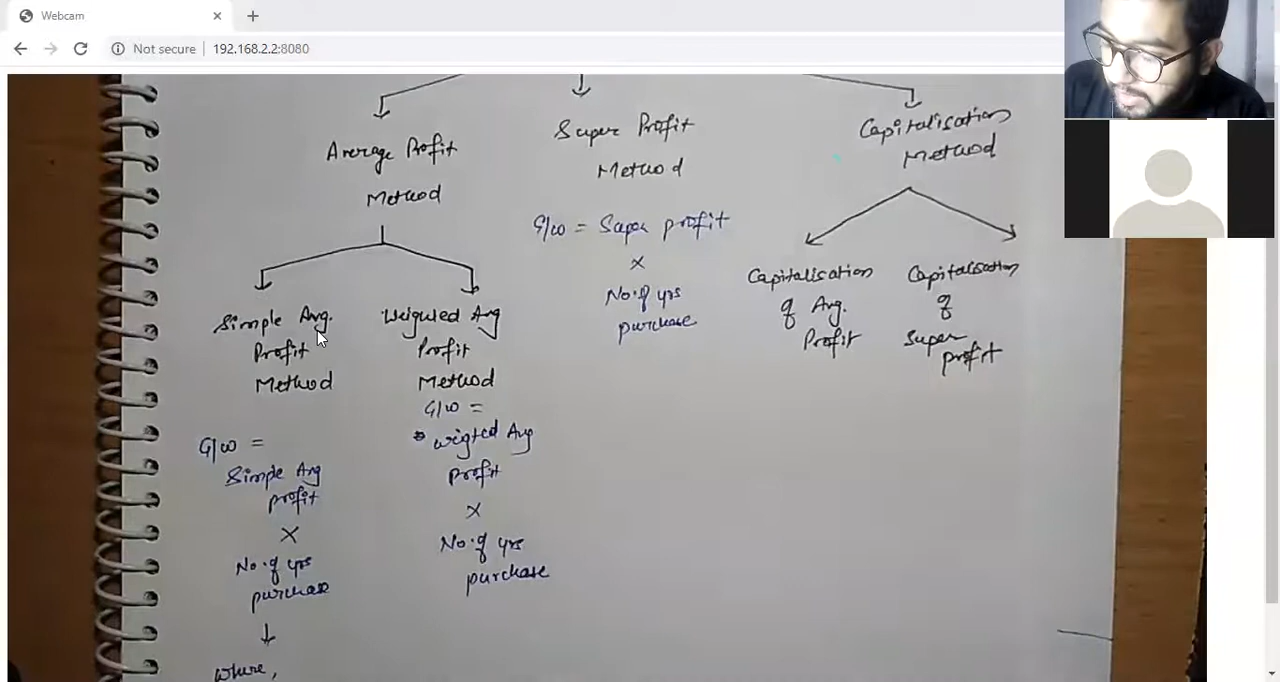 Webcam
Not secure
192.168.2.2:8080
Average Profit
Method
Super Profit
Method
Capitalisation
Method
Simple Avg.
Profit
Method
G/w =
Simple Avg
profit
×
No. of yrs
purchase
where,
Weigted Avg
Profit
Method
G/w =
wigted Avg
profit
×
No. of yrs
purchase
G/w = Super profit
×
No. of yrs
purchase
Capitalisation
of Avg.
Profit
Capitalisation
of
Super
profit